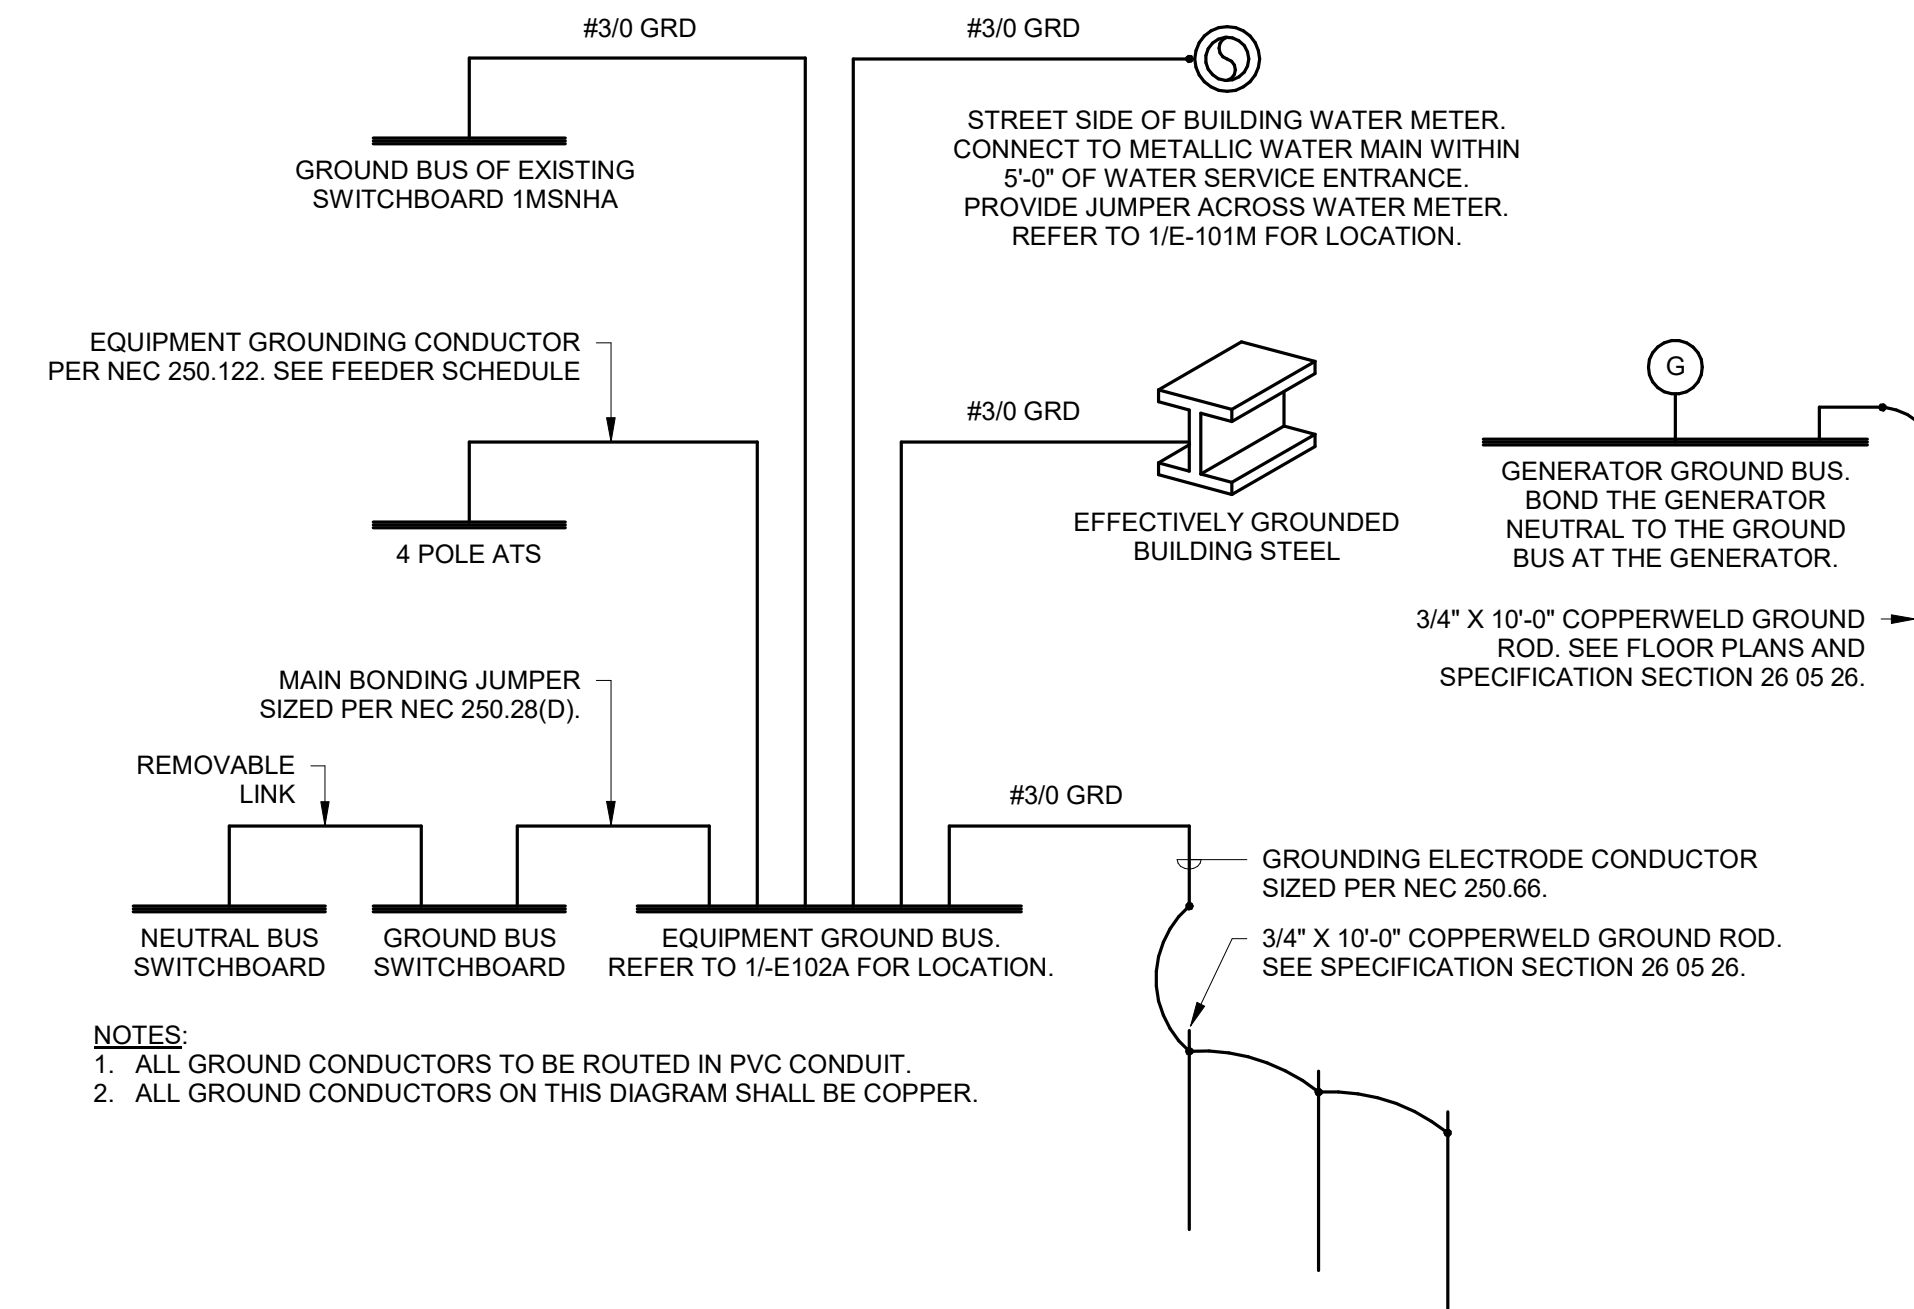 #3/0 GRD
#3/0 GRD
GROUND BUS OF EXISTING
SWITCHBOARD 1MSNHA
STREET SIDE OF BUILDING WATER METER.
CONNECT TO METALLIC WATER MAIN WITHIN
5'-0" OF WATER SERVICE ENTRANCE.
PROVIDE JUMPER ACROSS WATER METER.
REFER TO 1/E-101M FOR LOCATION.
EQUIPMENT GROUNDING CONDUCTOR
PER NEC 250.122. SEE FEEDER SCHEDULE
4 POLE ATS
#3/0 GRD
EFFECTIVELY GROUNDED
BUILDING STEEL
G
GENERATOR GROUND BUS.
BOND THE GENERATOR
NEUTRAL TO THE GROUND
BUS AT THE GENERATOR.
3/4" X 10'-0" COPPERWELD GROUND
ROD. SEE FLOOR PLANS AND
SPECIFICATION SECTION 26 05 26.
MAIN BONDING JUMPER
SIZED PER NEC 250.28(D).
REMOVABLE
LINK
#3/0 GRD
GROUNDING ELECTRODE CONDUCTOR
SIZED PER NEC 250.66.
3/4" X 10'-0" COPPERWELD GROUND ROD.
SEE SPECIFICATION SECTION 26 05 26.
NEUTRAL BUS
SWITCHBOARD
GROUND BUS
SWITCHBOARD
EQUIPMENT GROUND BUS.
REFER TO 1/-E102A FOR LOCATION.
NOTES:
1. ALL GROUND CONDUCTORS TO BE ROUTED IN PVC CONDUIT.
2. ALL GROUND CONDUCTORS ON THIS DIAGRAM SHALL BE COPPER.